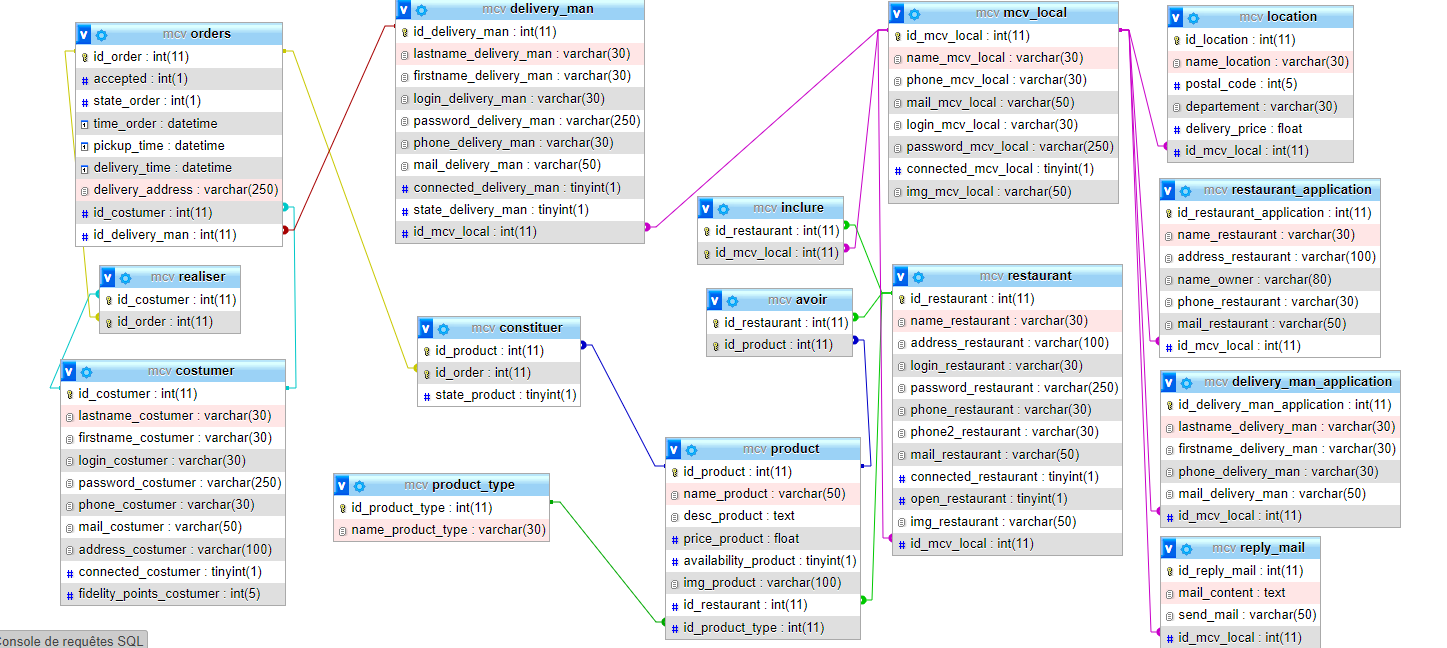 mcv orders
id_order : int(11)
accepted : int(1)
state_order : int(1)
time_order : datetime
pickup_time : datetime
delivery_time : datetime
delivery_address : varchar(250)
id_costumer : int(11)
id_delivery_man : int(11)
mcv realiser
id_costumer : int(11)
id_order : int(11)
mcv costumer
id_costumer : int(11)
lastname_costumer : varchar(30)
firstname_costumer : varchar(30)
login_costumer : varchar(30)
password_costumer : varchar(250)
phone_costumer : varchar(30)
mail_costumer : varchar(50)
address_costumer : varchar(100)
connected_costumer : tinyint(1)
fidelity_points_costumer : int(5)
Console de requêtes SQL
mcv delivery_man
id_delivery_man : int(11)
lastname_delivery_man : varchar(30)
firstname_delivery_man : varchar(30)
login_delivery_man : varchar(30)
password_delivery_man : varchar(250)
phone_delivery_man : varchar(30)
mail_delivery_man : varchar(50)
connected_delivery_man : tinyint(1)
state_delivery_man : tinyint(1)
id_mcv_local : int(11)
mcv constituer
id_product : int(11)
id_order : int(11)
state_product : tinyint(1)
mcv product_type
id_product_type : int(11)
name_product_type : varchar(30)
mcv inclure
id_restaurant : int(11)
id_mcv_local : int(11)
mcv avoir
id_restaurant : int(11)
id_product : int(11)
mcv product
id_product : int(11)
name_product : varchar(50)
desc_product : text
price_product : float
availability_product : tinyint(1)
img_product : varchar(100)
id_restaurant : int(11)
id_product_type : int(11)
mcv mcv_local
id_mcv_local : int(11)
name_mcv_local : varchar(30)
phone_mcv_local : varchar(30)
mail_mcv_local : varchar(50)
login_mcv_local : varchar(30)
password_mcv_local : varchar(250)
connected_mcv_local : tinyint(1)
img_mcv_local : varchar(50)
mcv restaurant
id_restaurant : int(11)
name_restaurant : varchar(30)
address_restaurant : varchar(100)
login_restaurant : varchar(30)
password_restaurant : varchar(250)
phone_restaurant : varchar(30)
phone2_restaurant : varchar(30)
mail_restaurant : varchar(50)
connected_restaurant : tinyint(1)
open_restaurant : tinyint(1)
img_restaurant : varchar(50)
id_mcv_local : int(11)
mcv location
id_location : int(11)
name_location : varchar(30)
postal_code : int(5)
departement : varchar(30)
delivery_price : float
id_mcv_local : int(11)
mcv restaurant_application
id_restaurant_application : int(11)
name_restaurant : varchar(30)
address_restaurant : varchar(100)
name_owner : varchar(80)
phone_restaurant : varchar(30)
mail_restaurant : varchar(50)
id_mcv_local : int(11)
mcv delivery_man_application
id_delivery_man_application : int(11)
lastname_delivery_man : varchar(30)
firstname_delivery_man : varchar(30)
phone_delivery_man : varchar(30)
mail_delivery_man : varchar(50)
id_mcv_local : int(11)
mcv reply_mail
id_reply_mail : int(11)
mail_content : text
send_mail : varchar(50)
id_mcv_local : int(11)